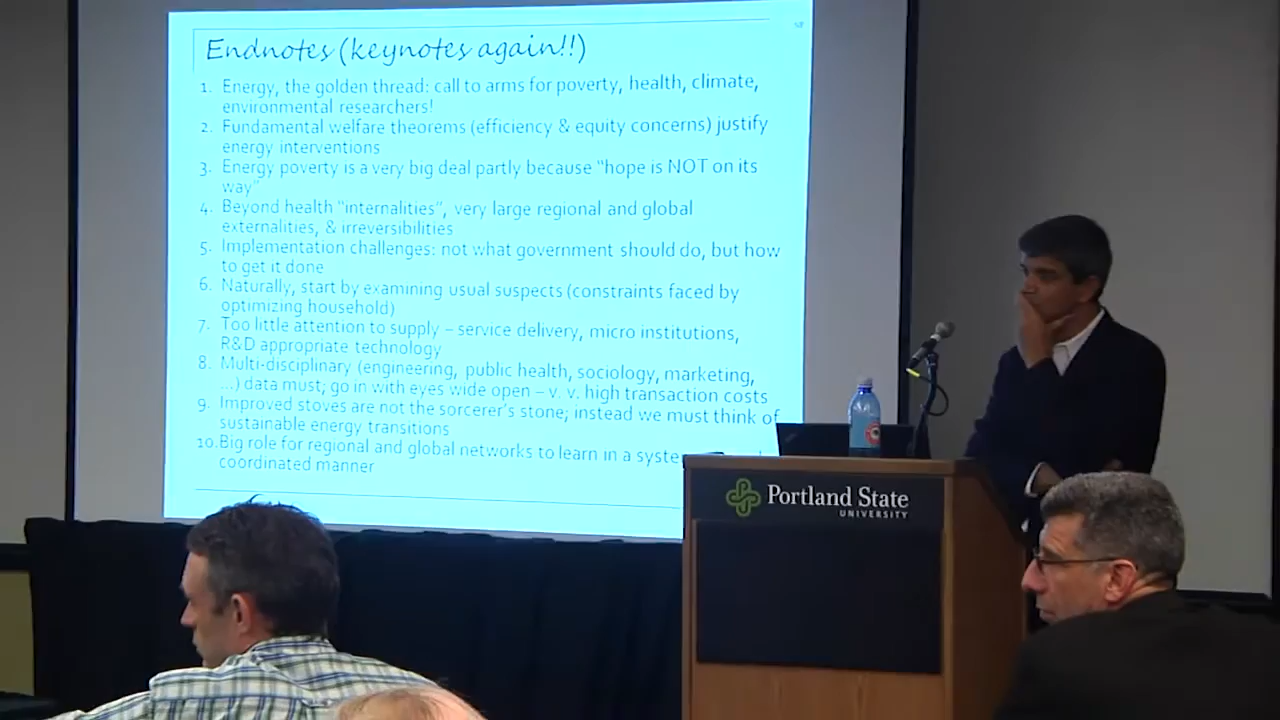 Endnotes (keynotes again!!)
1. Energy, the golden thread: call to arms for poverty, health, climate,
environmental researchers!
2. Fundamental welfare theorems (efficiency & equity concerns) justify
energy interventions
3. Energy poverty is a very big deal partly because "hope is NOT on its
way"
4. Beyond health "internalities", very large regional and global
externalities, & irreversibilities
5. Implementation challenges: not what government should do, but how
to get it done
6. Naturally, start by examining usual suspects (constraints faced by
optimizing household)
7. Too little attention to supply – service delivery, micro institutions,
R&D appropriate technology
8. Multi-disciplinary (engineering, public health, sociology, marketing,
...) data must; go in with eyes wide open – v. v. high transaction costs
9. Improved stoves are not the sorcerer's stone; instead we must think of
sustainable energy transitions
10. Big role for regional and global networks to learn in a
coordinated manner
Portland State
UNIVERSITY